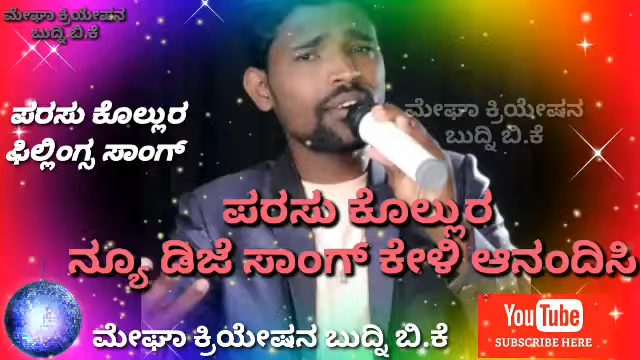 ಮೇಘಾ ಕ್ರಿಯೇಷನ
ಬುದ್ನಿ ಬಿ.ಕೆ
ಪರಸು ಕೊಲ್ಲುರ
ಫಿಲ್ಲಿಂಗ್ಸ ಸಾಂಗ್
ಮೇಘಾ ಕ್ರಿಯೇಷನ
ಬುದ್ನಿ ಬಿ.ಕೆ
ಪರಸು ಕೊಲ್ಲುರ
ನ್ಯೂ ಡಿಜೆ ಸಾಂಗ್ ಕೇಳಿ ಆನಂದಿಸಿ
YouTube
SUBSCRIBE HERE
ಮೇಘಾ ಕ್ರಿಯೇಷನ ಬುದ್ನಿ ಬಿ.ಕೆ